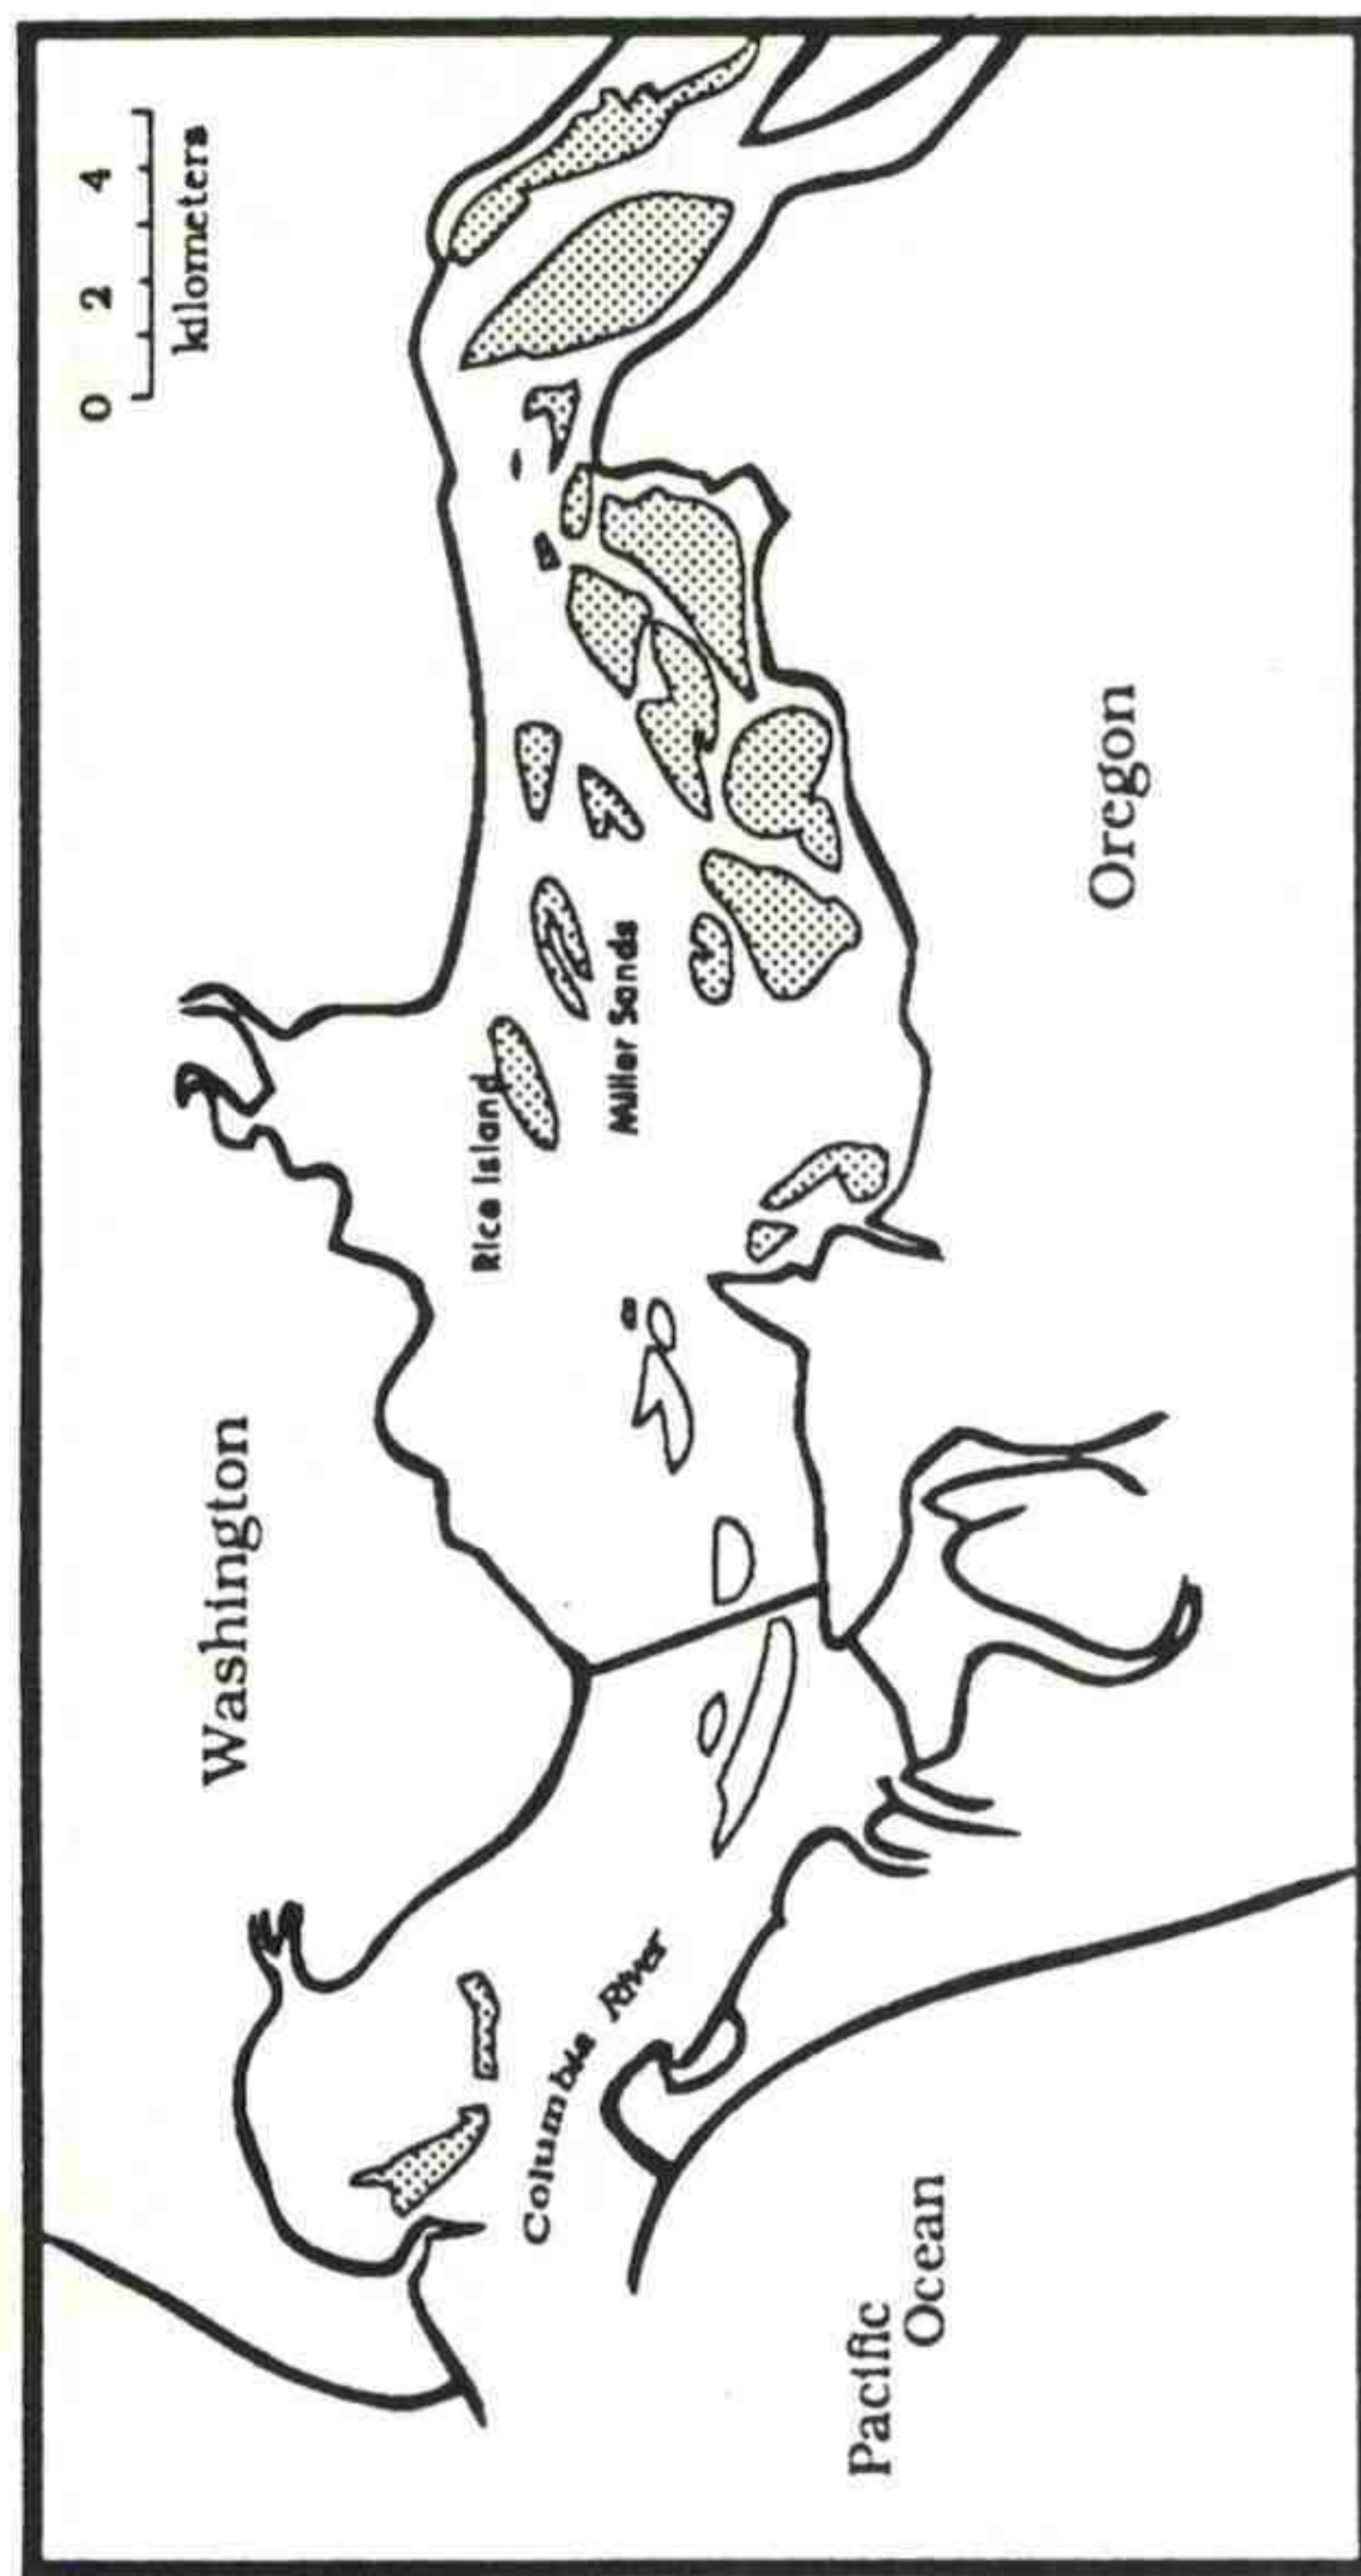 0 2 4
kilometers
Washington
Rice Island
Miller Sands
Oregon
Columbia River
Pacific
Ocean